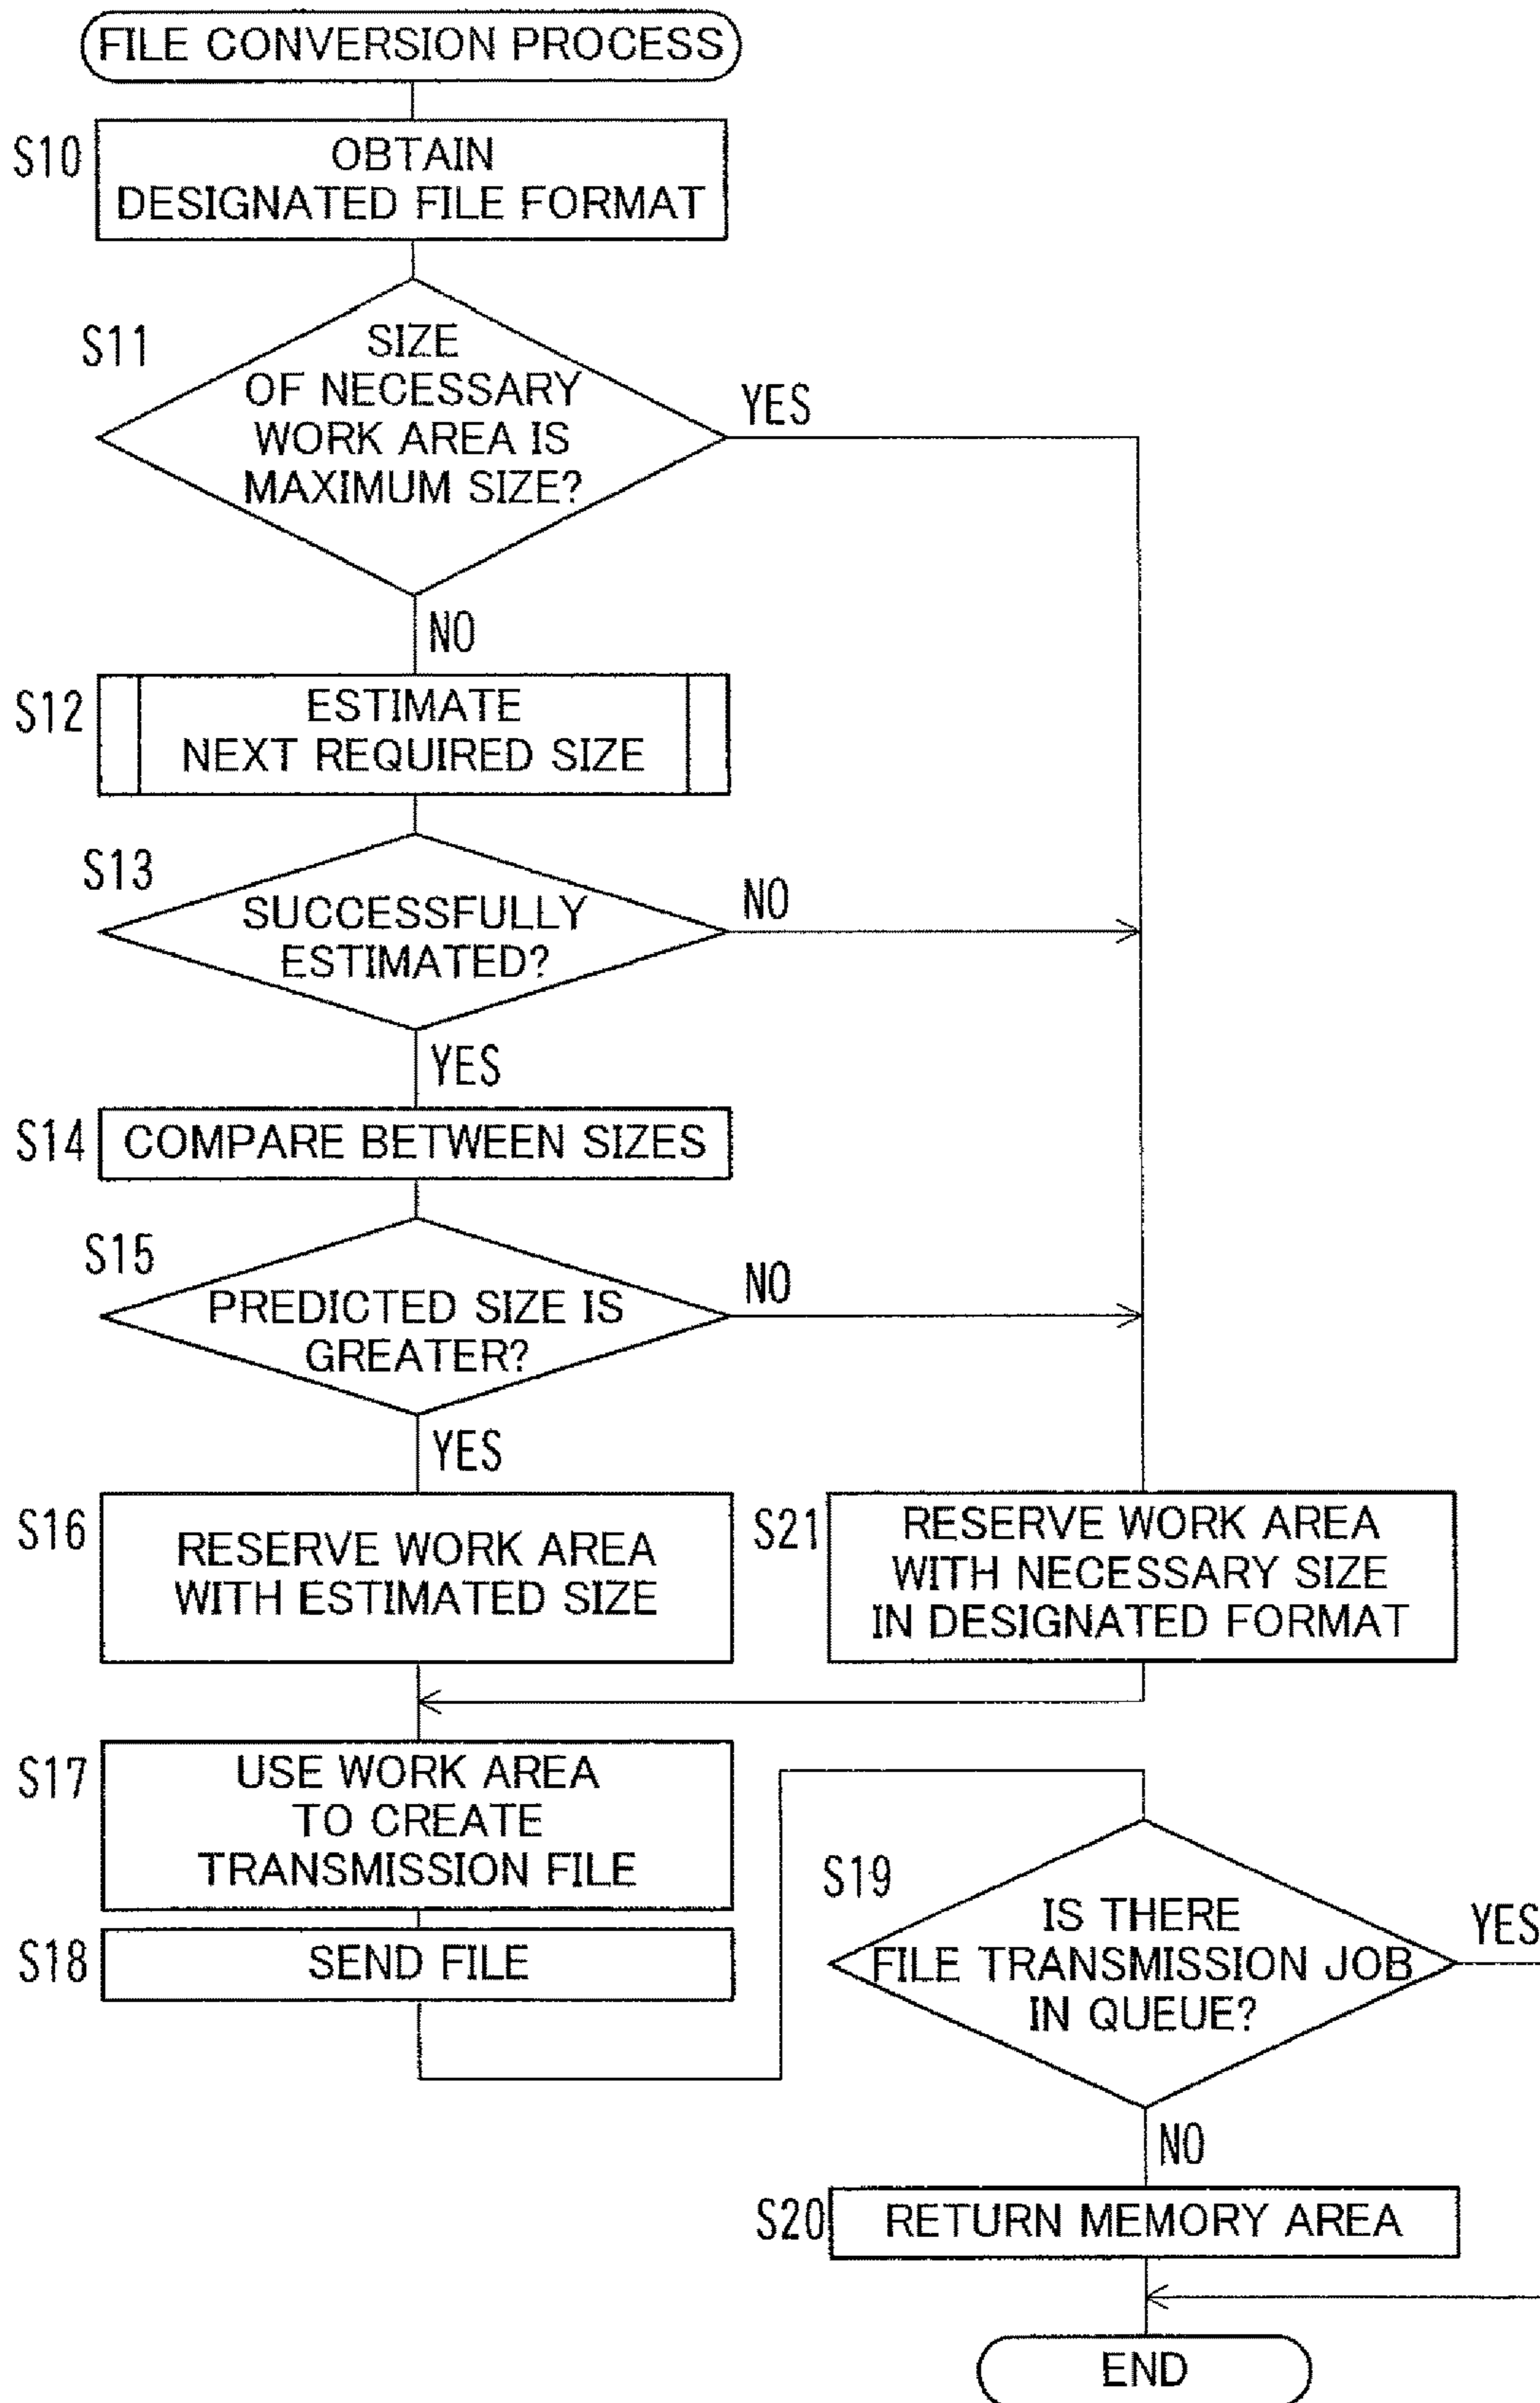 FILE CONVERSION PROCESS
S10
OBTAIN
DESIGNATED FILE FORMAT
S11
SIZE
OF NECESSARY
WORK AREA IS
MAXIMUM SIZE?
YES
NO
S12
ESTIMATE
NEXT REQUIRED SIZE
S13
SUCCESSFULLY
ESTIMATED?
NO
YES
S14
COMPARE BETWEEN SIZES
S15
PREDICTED SIZE IS
GREATER?
NO
YES
S16
RESERVE WORK AREA
WITH ESTIMATED SIZE
S21
RESERVE WORK AREA
WITH NECESSARY SIZE
IN DESIGNATED FORMAT
S17
USE WORK AREA
TO CREATE
TRANSMISSION FILE
S18
SEND FILE
S19
IS THERE
FILE TRANSMISSION JOB
IN QUEUE?
YES
NO
S20
RETURN MEMORY AREA
END